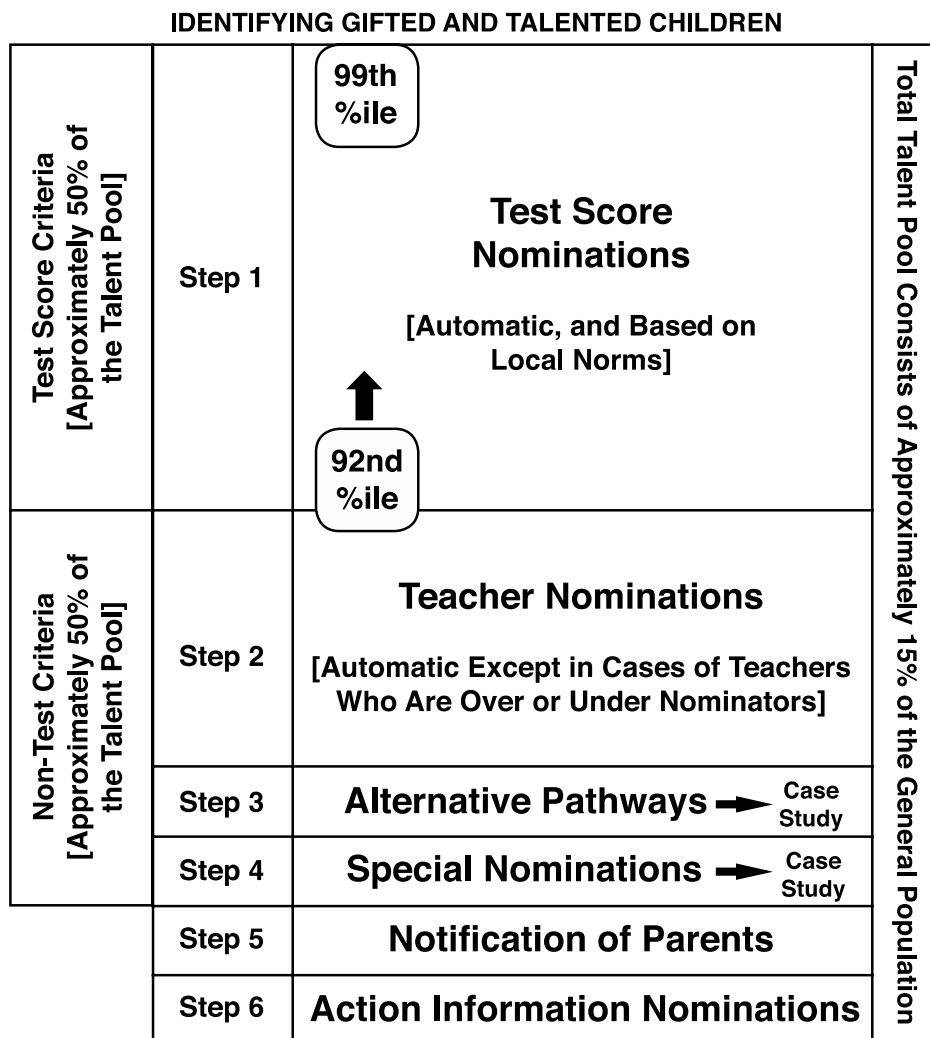 IDENTIFYING GIFTED AND TALENTED CHILDREN
Test Score Criteria
[Approximately 50% of
the Talent Pool]
Step 1
99th
%ile
Test Score
Nominations
[Automatic, and Based on
Local Norms]
92nd
%ile
Non-Test Criteria
[Approximately 50% of
the Talent Pool]
Step 2
Teacher Nominations
[Automatic Except in Cases of Teachers
Who Are Over or Under Nominators]
Step 3
Alternative Pathways
Case
Study
Step 4
Special Nominations
Case
Study
Step 5
Notification of Parents
Step 6
Action Information Nominations
Total Talent Pool Consists of Approximately 15% of the General Population